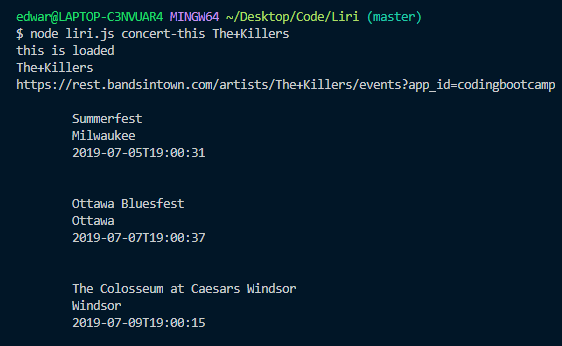 edwar@LAPTOP-C3NVUAR4 MINGW64 ~/Desktop/Code/Liri (master)
$ node liri.js concert-this The+Killers
this is loaded
The+Killers
https://rest.bandsintown.com/artists/The+Killers/events?app_id=codingbootcamp
Summerfest
Milwaukee
2019-07-05T19:00:31
Ottawa Bluesfest
Ottawa
2019-07-07T19:00:37
The Colosseum at Caesars Windsor
Windsor
2019-07-09T19:00:15